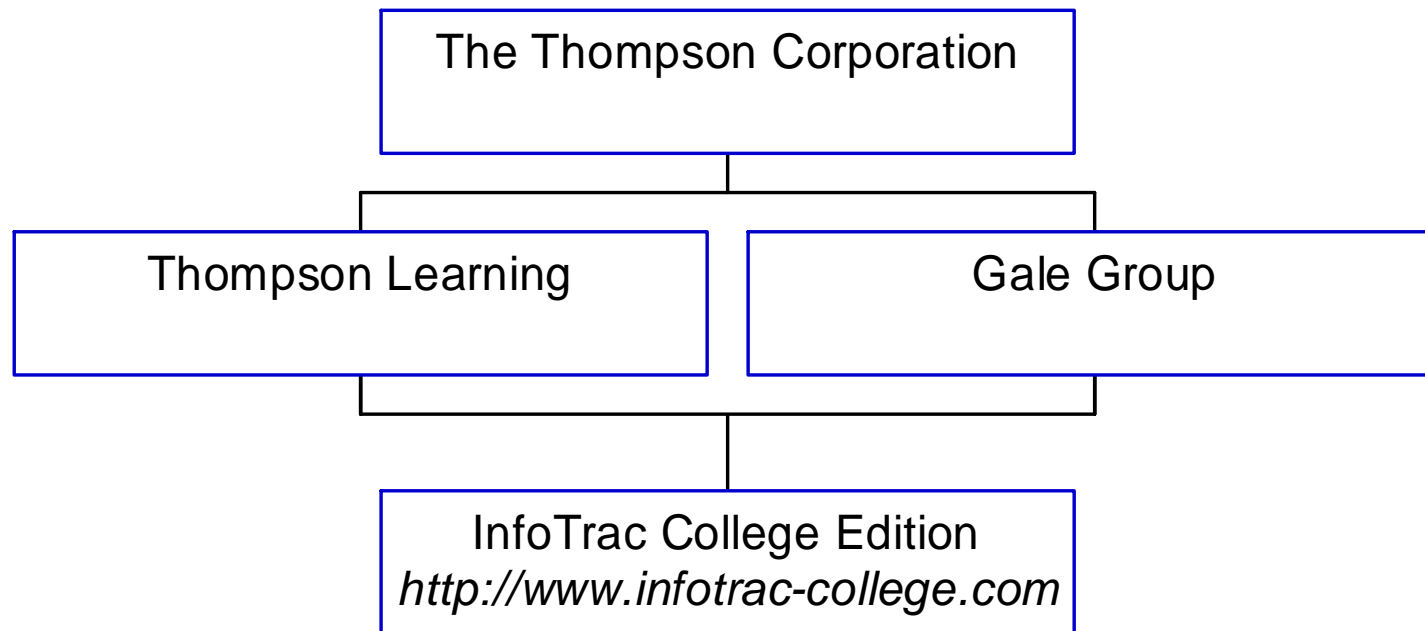 The Thompson Corporation
Thompson Learning
Gale Group
InfoTrac College Edition
http://www.infotrac-college.com